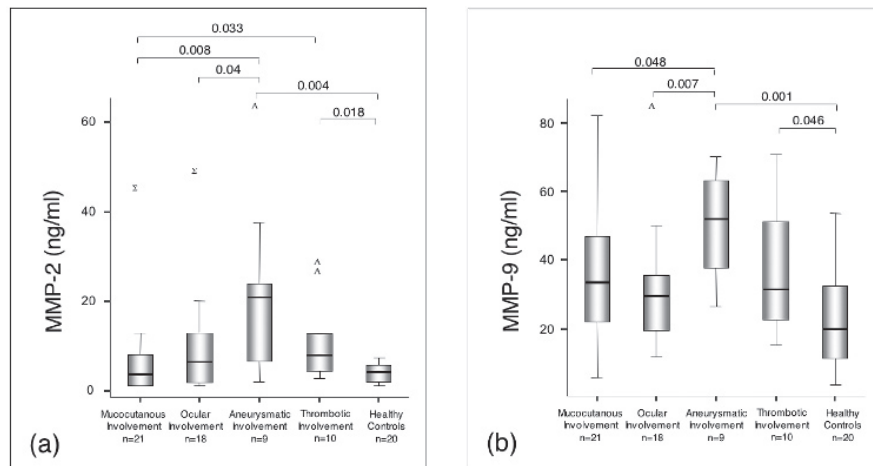 0.033
0.008
0.04
0.004
0.018
60
40
20
0
MMP-2 (ng/ml)
Mucocutanous Ocular Aneurysmatic Thrombotic Healthy
Involvement Involvement Involvement Involvement Controls
n=21 n=18 n=9 n=10 n=20
(a)
0.048
0.007
0.001
0.046
80
60
40
20
MMP-9 (ng/ml)
Mucocutanous Ocular Aneurysmatic Thrombotic Healthy
Involvement Involvement Involvement Involvement Controls
n=21 n=18 n=9 n=10 n=20
(b)